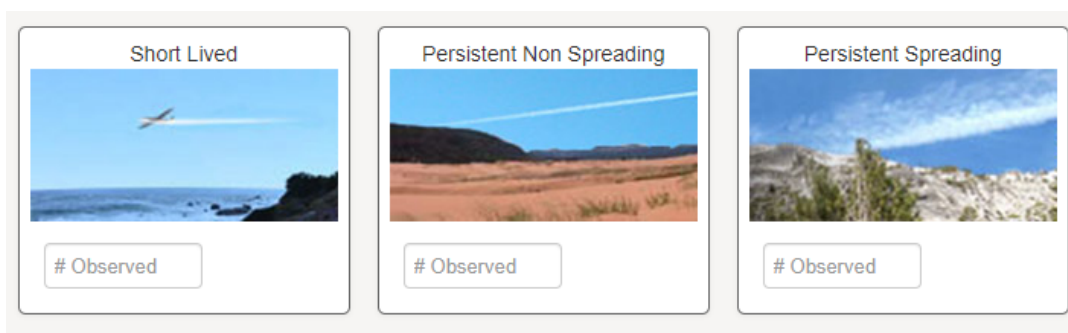 Short Lived
Persistent Non Spreading
Persistent Spreading
# Observed
# Observed
# Observed